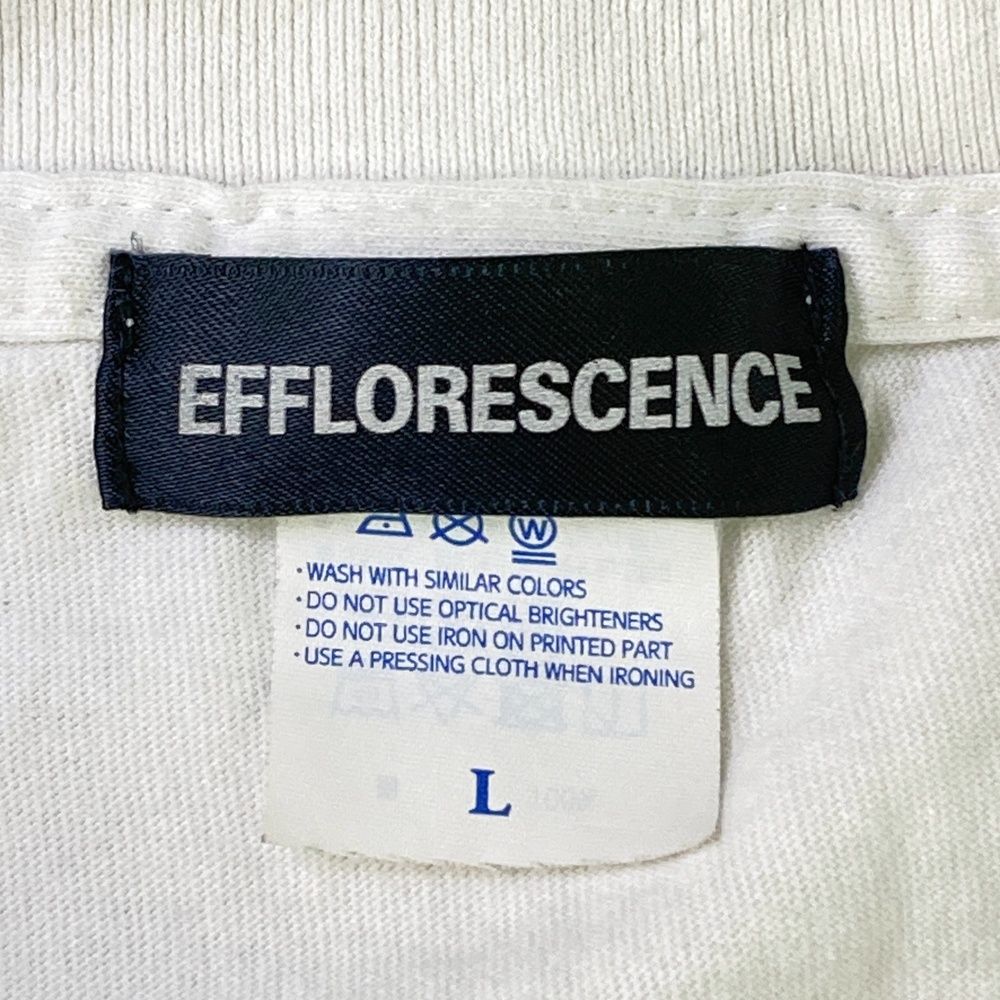 EFFLORESCENCE
W
・WASH WITH SIMILAR COLORS
・DO NOT USE OPTICAL BRIGHTENERS
・DO NOT USE IRON ON PRINTED PART
・USE A PRESSING CLOTH WHEN IRONING
L